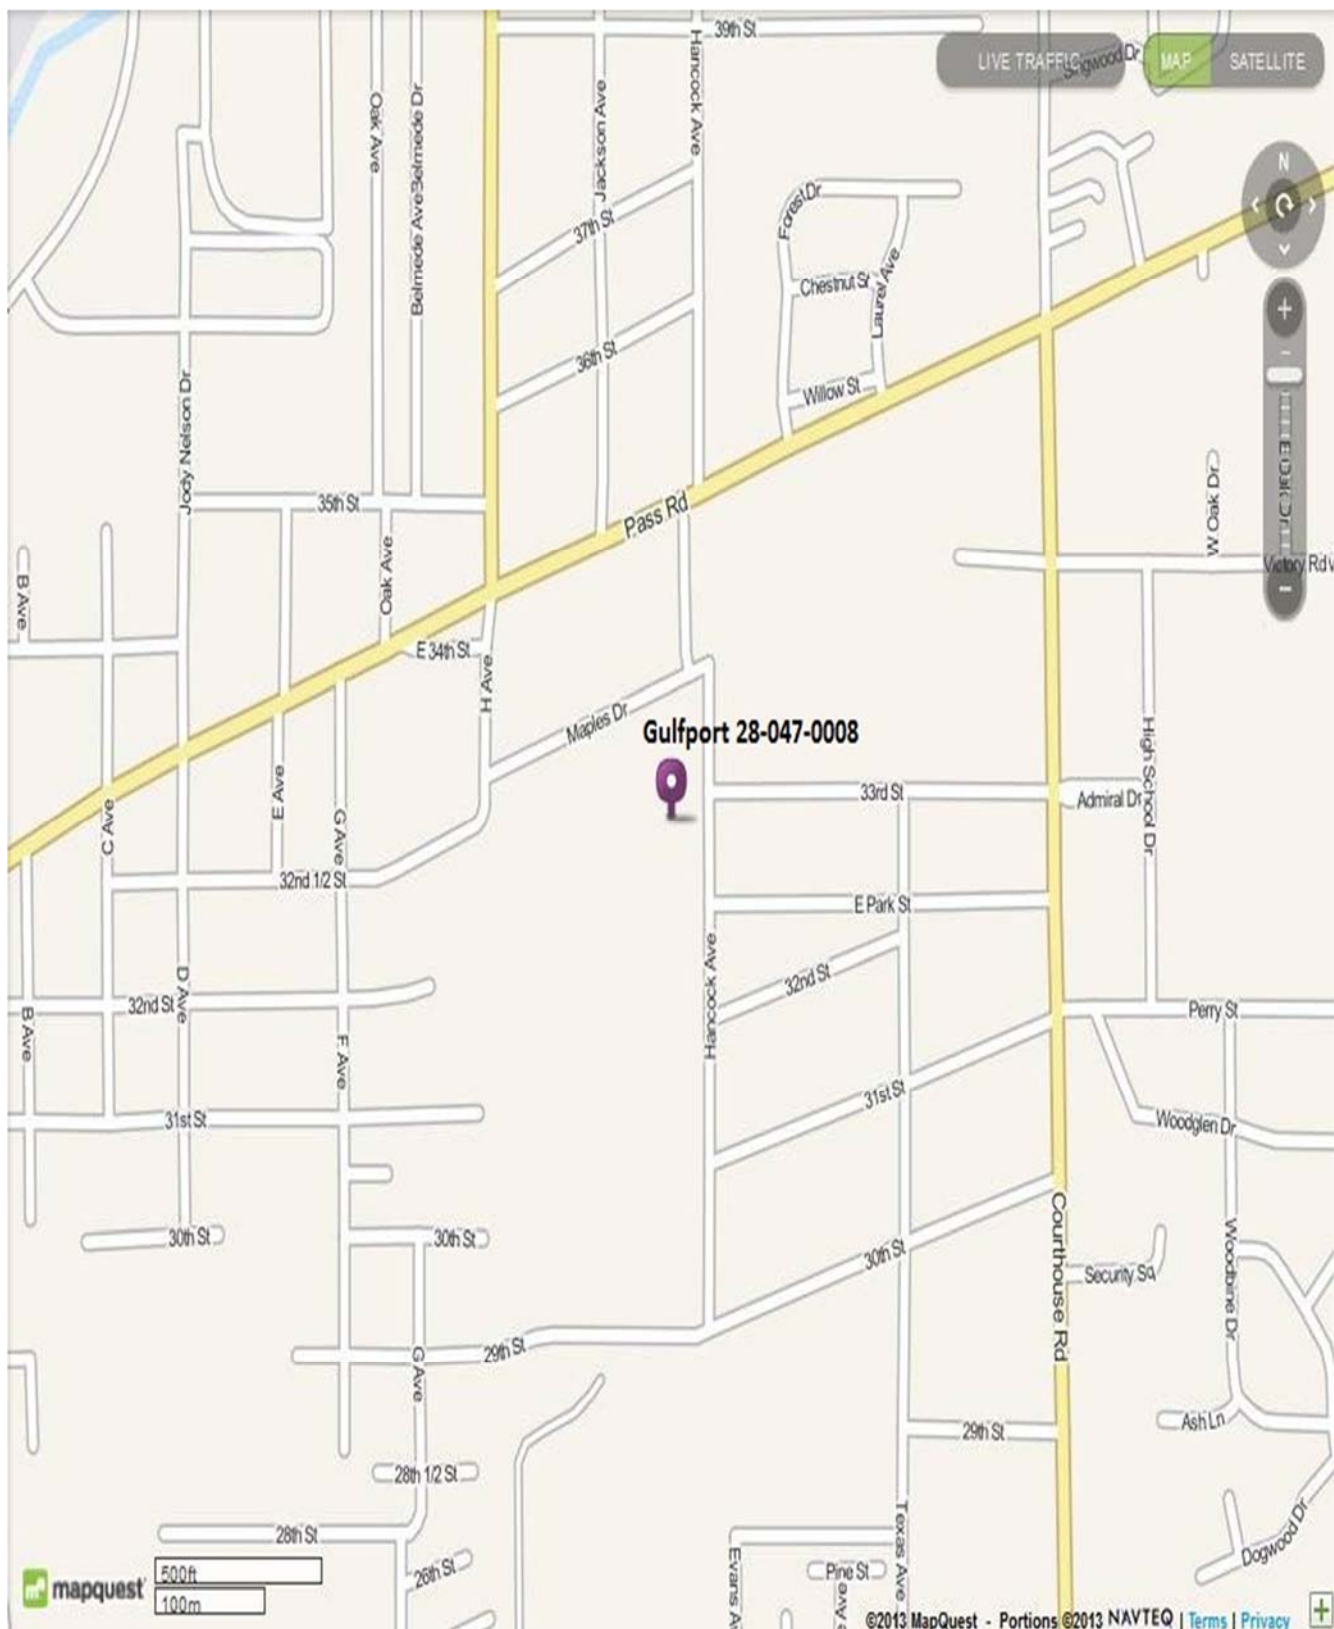 39th St
LIVE TRAFFIC
Singwood Dr
MAP
SATELLITE
Hancock Ave
Jackson Ave
Oak Ave
Belmede Dr
Belmede Ave
N
37th St
Forest Dr
Chestnut St
Laurel Ave
36th St
Willow St
Jody Nelson Dr
35th St
Pass Rd
W Oak Dr
Victory Rd
B Ave
Oak Ave
E 34th St
H Ave
Maples Dr
Gulfport 28-047-0008
High School Dr
33rd St
Admiral Dr
E Ave
G Ave
C Ave
32nd 1/2 St
E Park St
Hancock Ave
32nd St
D Ave
32nd St
B Ave
F Ave
Perry St
31st St
31st St
Woodglen Dr
30th St
30th St
30th St
Courthouse Rd
Security Sq
Woodbine Dr
29th St
G Ave
29th St
Ash Ln
28th 1/2 St
28th St
26th St
Texas Ave
Evans A
Pine St
Ave
Dogwood Dr
mapquest
500ft
100m
©2013 MapQuest - Portions ©2013 NAVTEQ | Terms | Privacy